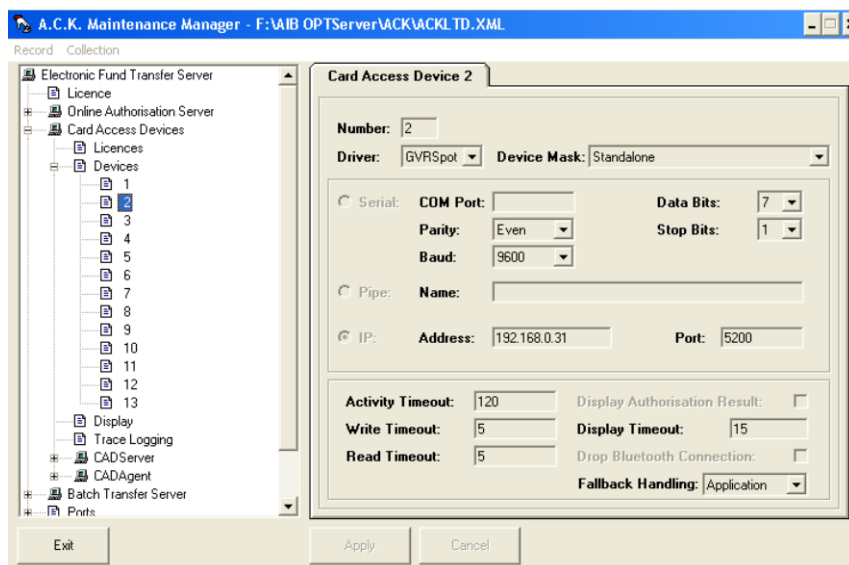 A.C.K. Maintenance Manager - F:\AIB OPTServer\ACK\ACKLTD.XML
Record Collection
Electronic Fund Transfer Server
Licence
Online Authorisation Server
Card Access Devices
Licences
Devices
1
2
3
4
5
6
7
8
9
10
11
12
13
Display
Trace Logging
CADServer
CADAgent
Batch Transfer Server
Ports
Card Access Device 2
Number: 2
Driver: GVRSpot Device Mask: Standalone
Serial: COM Port: Data Bits: 7
Parity: Even Stop Bits: 1
Baud: 9600
Pipe: Name:
IP: Address: 192.168.0.31 Port: 5200
Activity Timeout: 120 Display Authorisation Result:
Write Timeout: 5 Display Timeout: 15
Read Timeout: 5 Drop Bluetooth Connection:
Fallback Handling: Application
Exit Apply Cancel